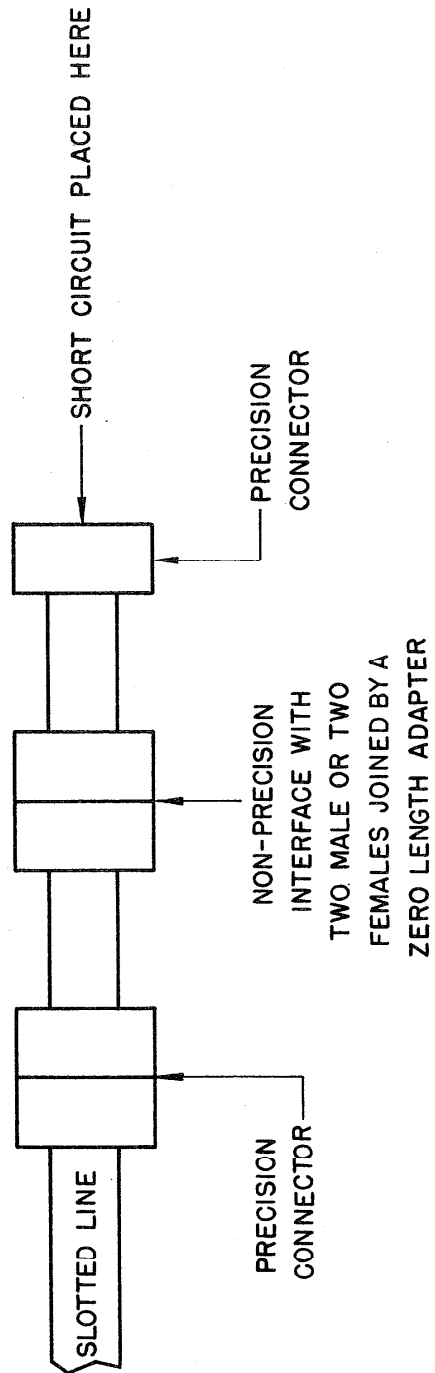 SLOTTED LINE
PRECISION
CONNECTOR
NON-PRECISION
INTERFACE WITH
TWO MALE OR TWO
FEMALES JOINED BY A
ZERO LENGTH ADAPTER
PRECISION
CONNECTOR
SHORT CIRCUIT PLACED HERE